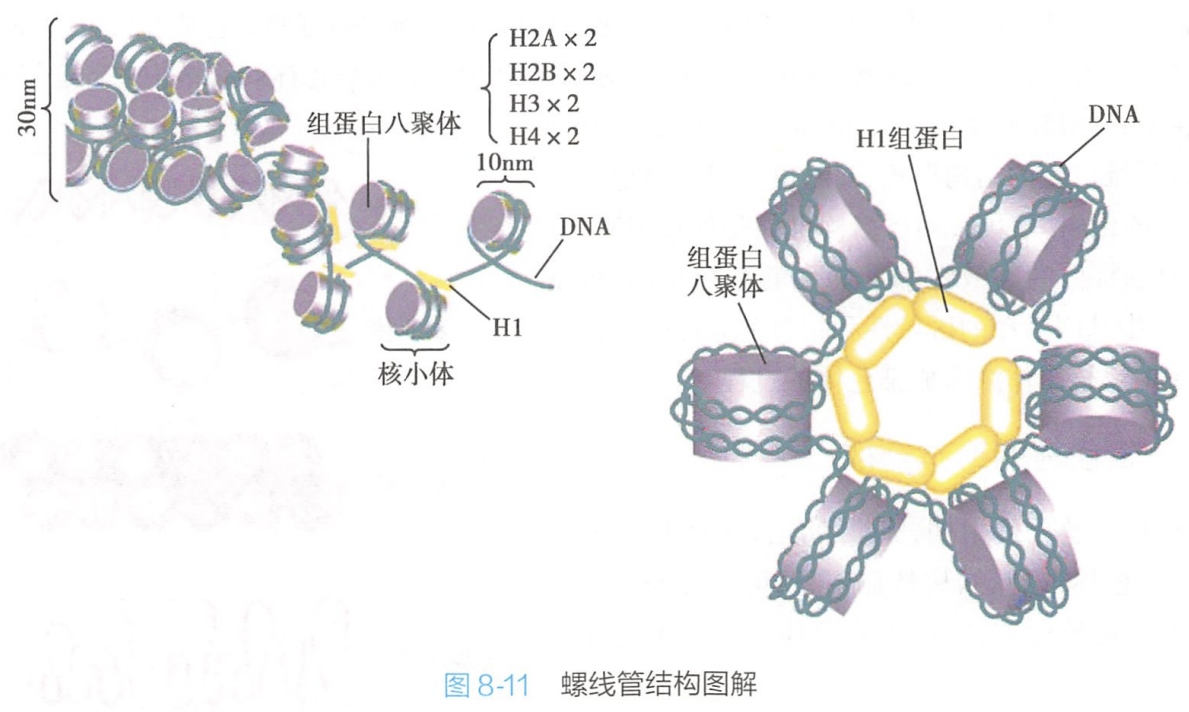 30nm
H2A × 2
H2B × 2
H3 × 2
H4 × 2
组蛋白八聚体
10nm
DNA
H1
核小体
DNA
H1组蛋白
组蛋白
八聚体
图 8-11 螺线管结构图解